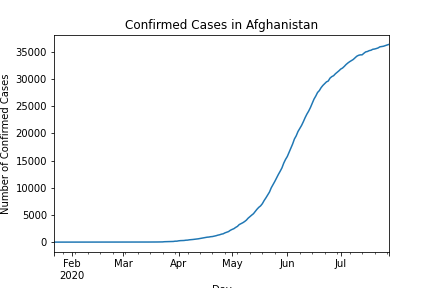 Confirmed Cases in Afghanistan
Number of Confirmed Cases
35000
30000
25000
20000
15000
10000
5000
0
Feb
2020
Mar
Apr
May
Jun
Jul